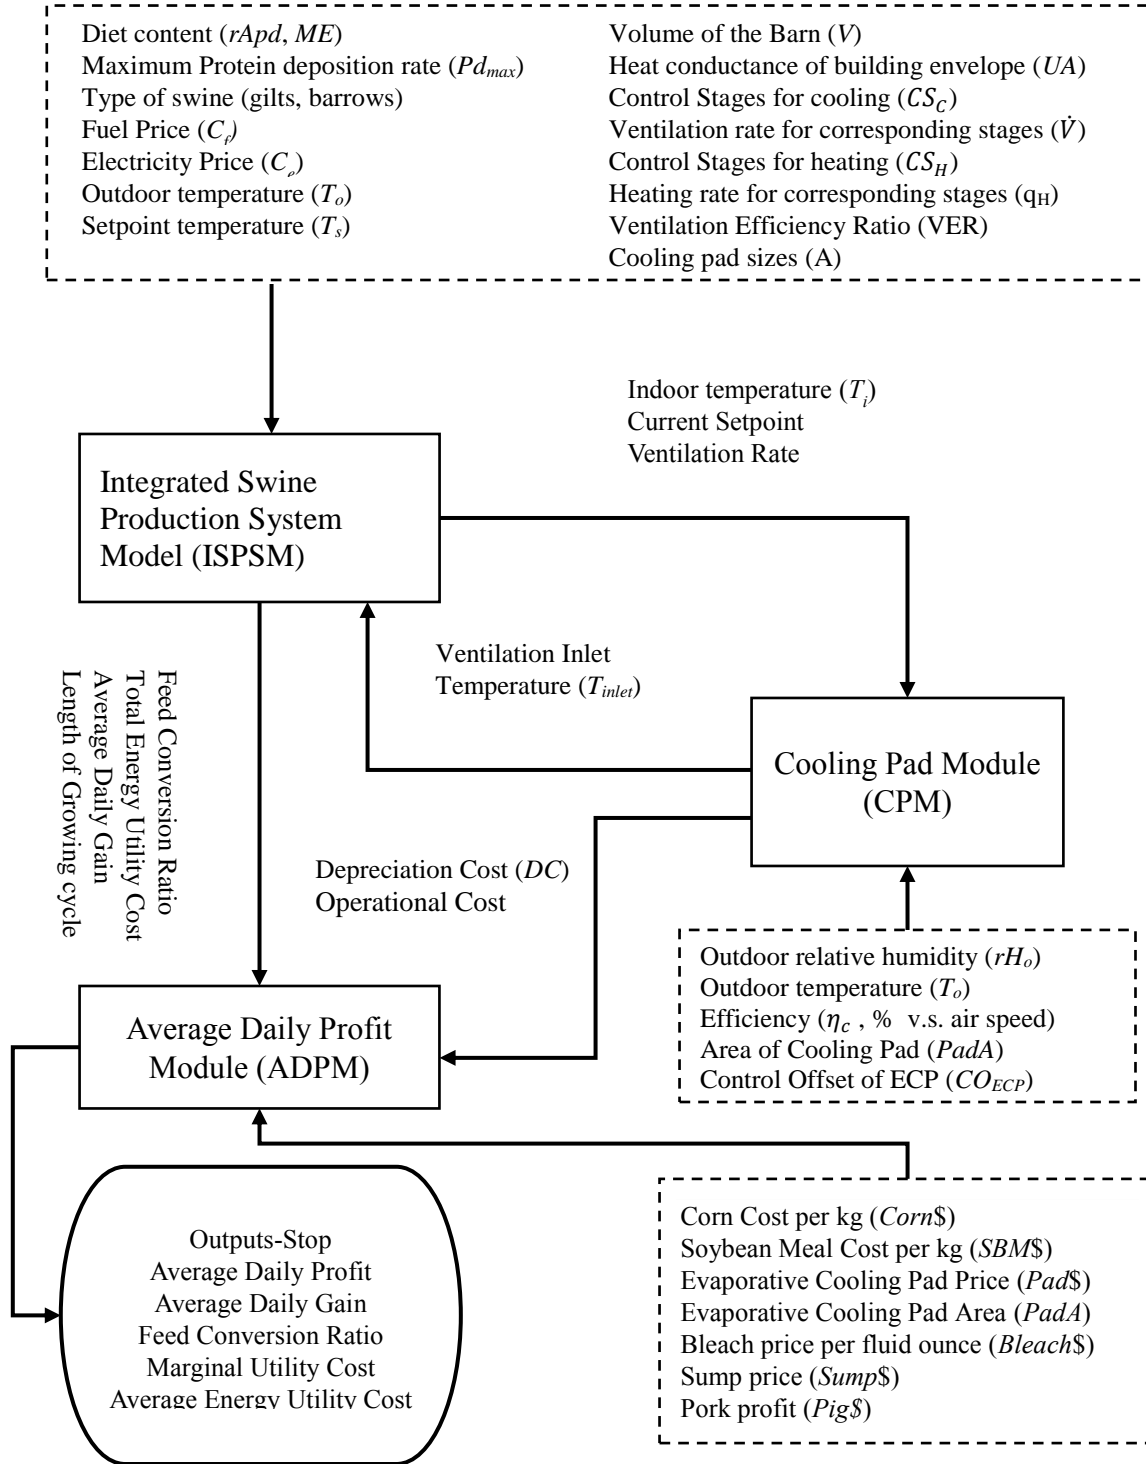 Diet content (rApd, ME)
Maximum Protein deposition rate (Pdmax)
Type of swine (gilts, barrows)
Fuel Price (Cf)
Electricity Price (Ce)
Outdoor temperature (To)
Setpoint temperature (Ts)
Volume of the Barn (V)
Heat conductance of building envelope (UA)
Control Stages for cooling (CSC)
Ventilation rate for corresponding stages (V̇)
Control Stages for heating (CSH)
Heating rate for corresponding stages (qH)
Ventilation Efficiency Ratio (VER)
Cooling pad sizes (A)
Indoor temperature (Ti)
Current Setpoint
Ventilation Rate
Integrated Swine
Production System
Model (ISPSM)
Ventilation Inlet
Temperature (Tinlet)
Feed Conversion Ratio
Total Energy Utility Cost
Average Daily Gain
Length of Growing cycle
Cooling Pad Module
(CPM)
Depreciation Cost (DC)
Operational Cost
Outdoor relative humidity (rHo)
Outdoor temperature (To)
Efficiency (ηc , % v.s. air speed)
Area of Cooling Pad (PadA)
Control Offset of ECP (COECP)
Average Daily Profit
Module (ADPM)
Outputs-Stop
Average Daily Profit
Average Daily Gain
Feed Conversion Ratio
Marginal Utility Cost
Average Energy Utility Cost
Corn Cost per kg (Corn$)
Soybean Meal Cost per kg (SBM$)
Evaporative Cooling Pad Price (Pad$)
Evaporative Cooling Pad Area (PadA)
Bleach price per fluid ounce (Bleach$)
Sump price (Sump$)
Pork profit (Pig$)